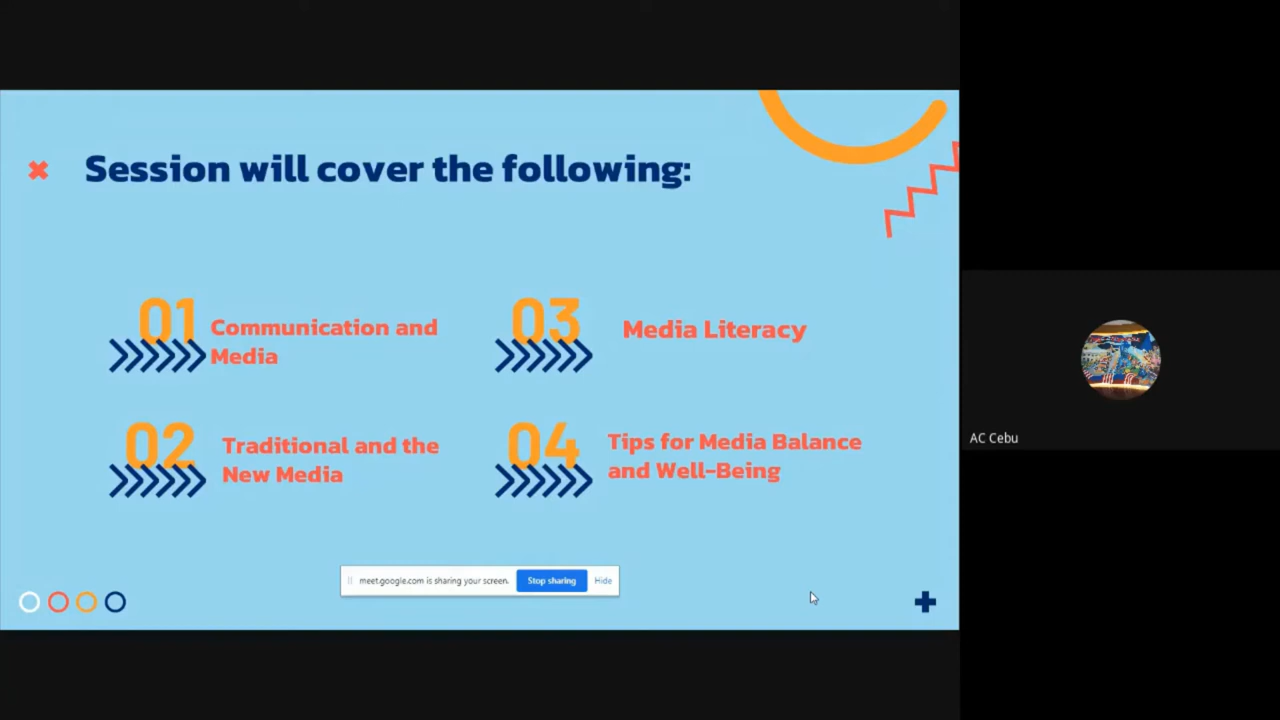 Session will cover the following:
01
Communication and
Media
02
Traditional and the
New Media
03
Media Literacy
04
Tips for Media Balance
and Well-Being
meet.google.com is sharing your screen.
Stop sharing
Hide
AC Cebu